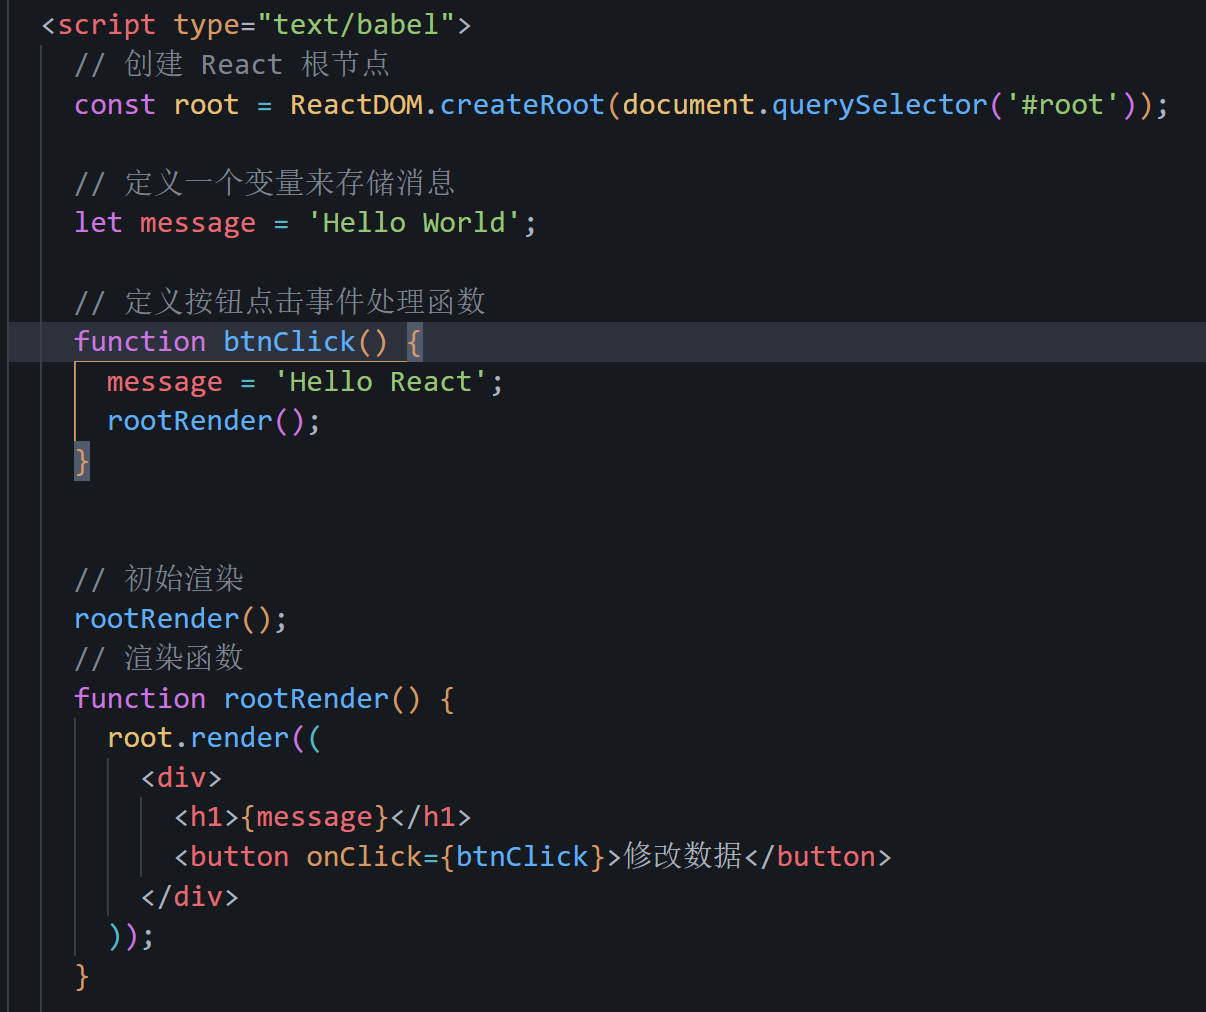 <script type="text/babel">
// 创建 React 根节点
const root = ReactDOM.createRoot(document.querySelector('#root'));
// 定义一个变量来存储消息
let message = 'Hello World';
// 定义按钮点击事件处理函数
function btnClick() {
message = 'Hello React';
rootRender();
}
// 初始渲染
rootRender();
// 渲染函数
function rootRender() {
root.render((
<div>
<h1>{message}</h1>
<button onClick={btnClick}>修改数据</button>
</div>
));
}